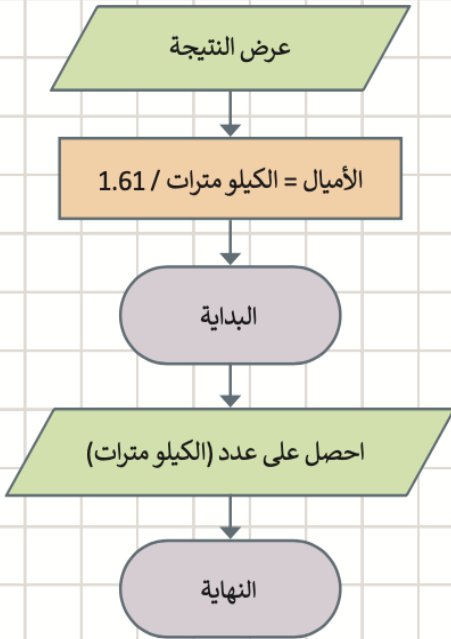 عرض النتيجة
الأميال = الكيلو مترات / 1.61
البداية
احصل على عدد (الكيلو مترات)
النهاية